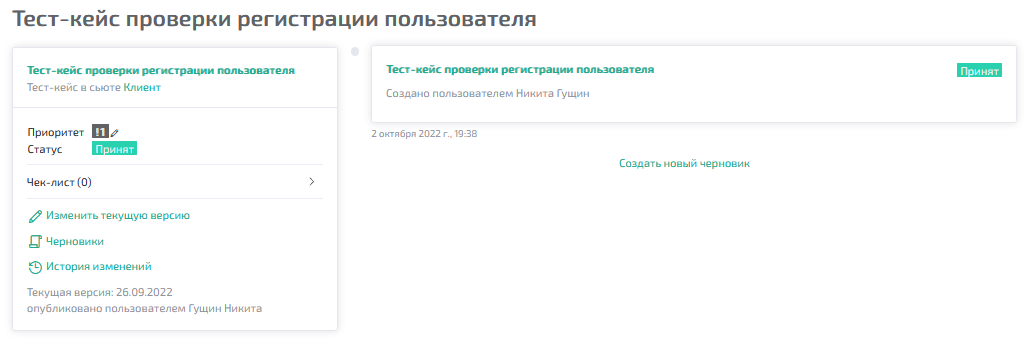 Тест-кейс проверки регистрации пользователя
Тест-кейс проверки регистрации пользователя
Тест-кейс в сьюте Клиент
Приоритет !1
Статус Принят
Чек-лист (0)
Изменить текущую версию
Черновики
История изменений
Текущая версия: 26.09.2022
опубликовано пользователем Гущин Никита
Тест-кейс проверки регистрации пользователя
Принят
Создано пользователем Никита Гущин
2 октября 2022 г., 19:38
Создать новый черновик